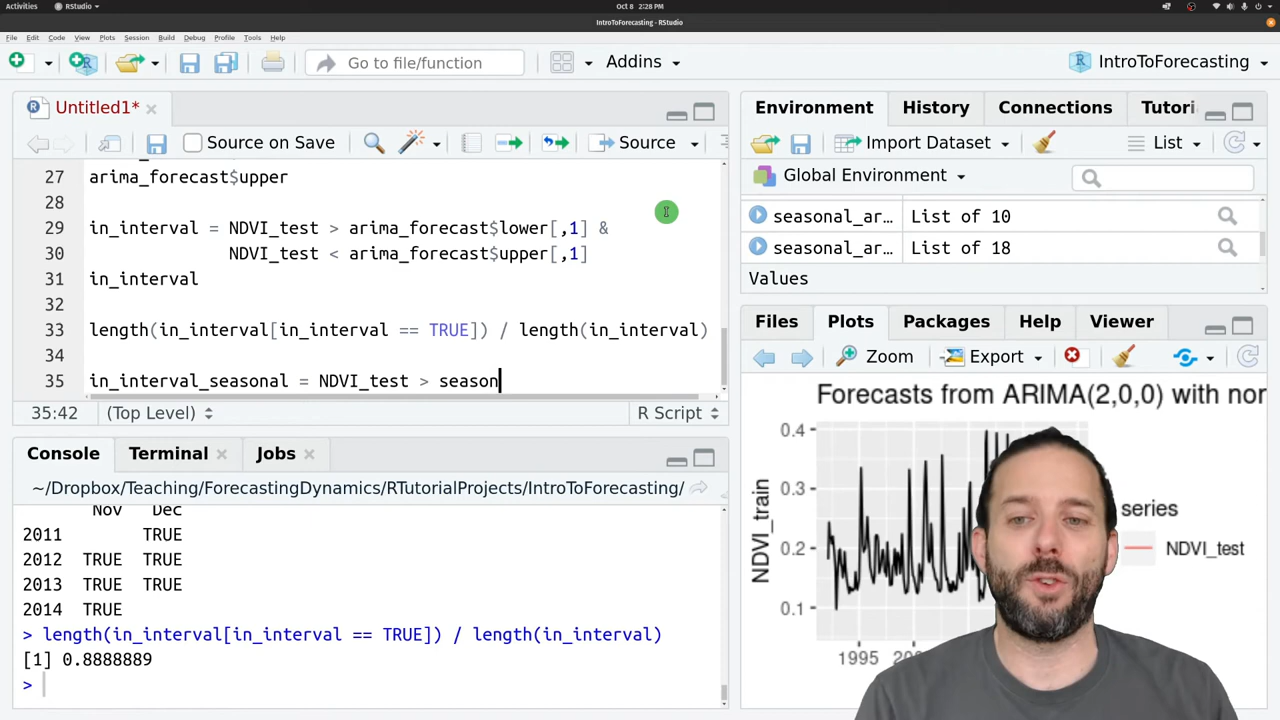 Activities RStudio Oct 8 2:28 PM
IntroToForecasting - RStudio
File Edit Code View Plots Session Build Debug Profile Tools Help
Go to file/function Addins IntroToForecasting
Untitled1* Environment History Connections Tutori
Source on Save Source Import Dataset List
Global Environment
27 arima_forecast$upper
28
29 in_interval = NDVI_test > arima_forecast$lower[,1] &
30 NDVI_test < arima_forecast$upper[,1]
31 in_interval
32
33 length(in_interval[in_interval == TRUE]) / length(in_interval)
34
35 in_interval_seasonal = NDVI_test > season
35:42 (Top Level) R Script
seasonal_ar... List of 10
seasonal_ar... List of 18
Values
Files Plots Packages Help Viewer
Zoom Export
Forecasts from ARIMA(2,0,0) with nor
0.4
0.3
0.2
0.1
NDVI_train
1995
series
NDVI_test
Console Terminal Jobs
~/Dropbox/Teaching/ForecastingDynamics/RTutorialProjects/IntroToForecasting/
Nov Dec
2011 TRUE
2012 TRUE TRUE
2013 TRUE TRUE
2014 TRUE
> length(in_interval[in_interval == TRUE]) / length(in_interval)
[1] 0.8888889
>